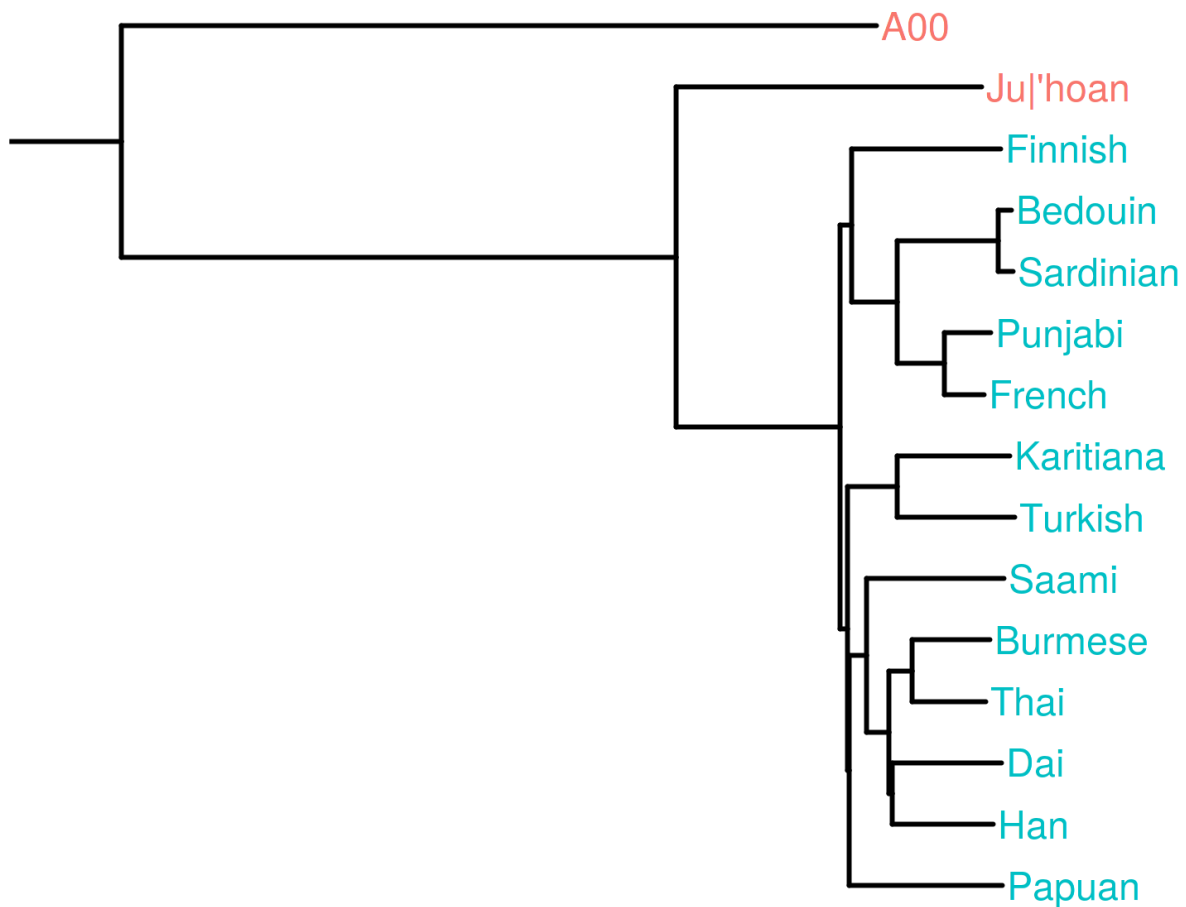 A00
Ju|'hoan
Finnish
Bedouin
Sardinian
Punjabi
French
Karitiana
Turkish
Saami
Burmese
Thai
Dai
Han
Papuan